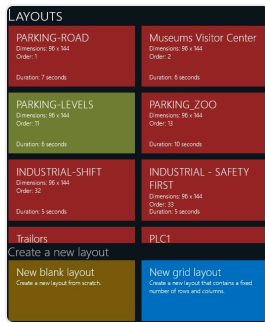 LAYOUTS
PARKING-ROAD
Dimensions: 96 x 144
Order: 1
Duration: 7 seconds
Museums Visitor Center
Dimensions: 96 x 144
Order: 2
Duration: 6 seconds
PARKING-LEVELS
Dimensions: 96 x 144
Order: 11
Duration: 6 seconds
PARKING_ZOO
Dimensions: 96 x 144
Order: 13
Duration: 10 seconds
INDUSTRIAL-SHIFT
Dimensions: 96 x 144
Order: 32
Duration: 5 seconds
INDUSTRIAL - SAFETY
FIRST
Dimensions: 96 x 144
Order: 33
Duration: 5 seconds
Trailors
PLC1
Create a new layout
New blank layout
Create a new layout from scratch.
New grid layout
Create a new layout that contains a fixed
number of rows and columns.